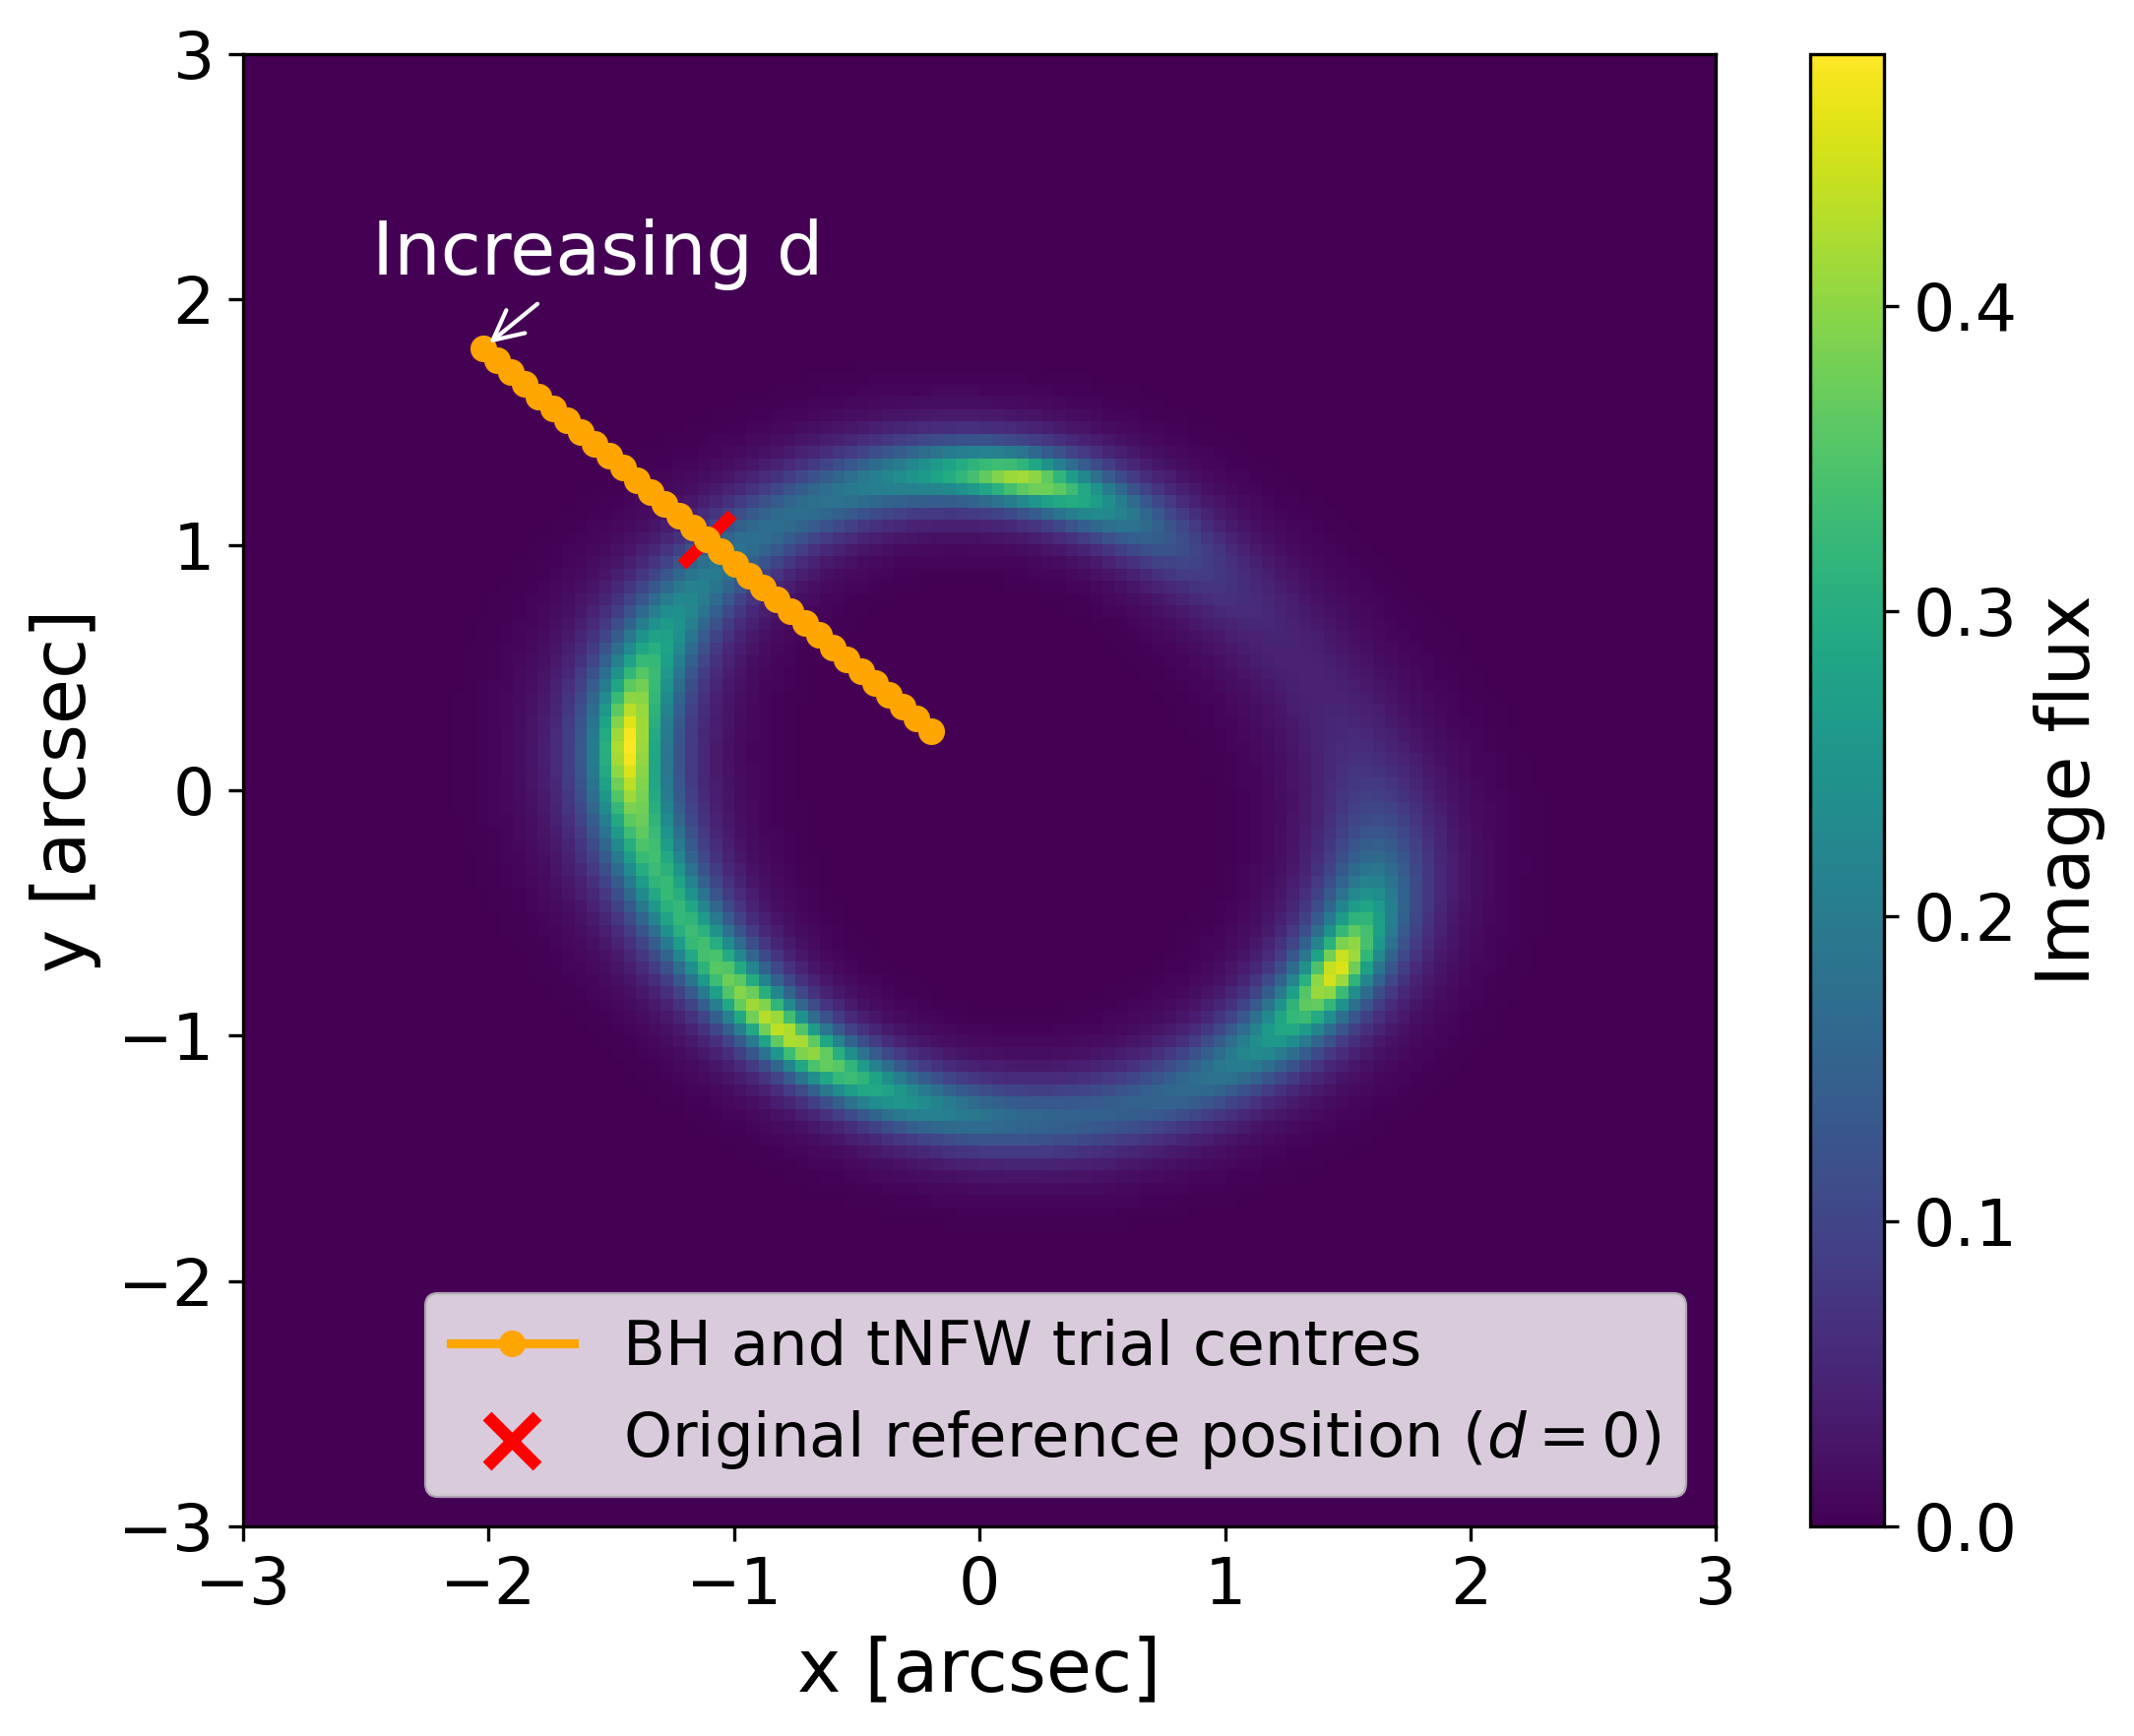 Increasing d
3
2
1
0
−1
−2
−3
y [arcsec]
−3 −2 −1 0 1 2 3
x [arcsec]
BH and tNFW trial centres
Original reference position (d = 0)
0.4
0.3
0.2
0.1
0.0
Image flux